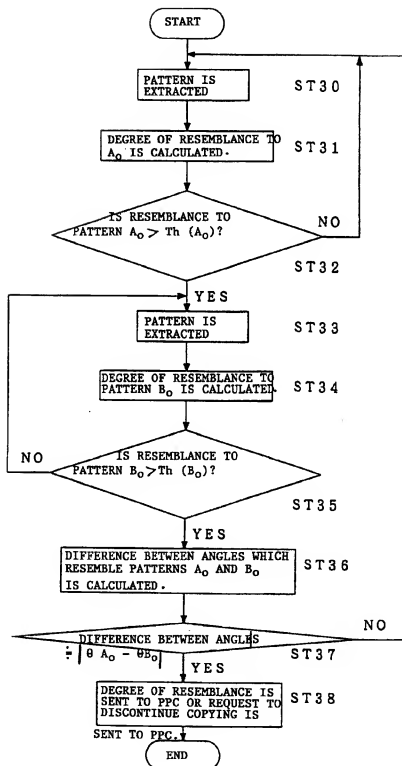 START
PATTERN IS
EXTRACTED
ST30
DEGREE OF RESEMBLANCE TO
A₀ IS CALCULATED.
ST31
IS RESEMBLANCE TO
PATTERN A₀ > Th (A₀)?
NO
ST32
YES
PATTERN IS
EXTRACTED
ST33
DEGREE OF RESEMBLANCE TO
PATTERN B₀ IS CALCULATED.
ST34
NO
IS RESEMBLANCE TO
PATTERN B₀>Th (B₀)?
ST35
YES
DIFFERENCE BETWEEN ANGLES WHICH
RESEMBLE PATTERNS A₀ AND B₀
IS CALCULATED.
ST36
DIFFERENCE BETWEEN ANGLES
≑ |θ A₀ − θB₀|
NO
ST37
YES
DEGREE OF RESEMBLANCE IS
SENT TO PPC OR REQUEST TO
DISCONTINUE COPYING IS
SENT TO PPC.
ST38
END